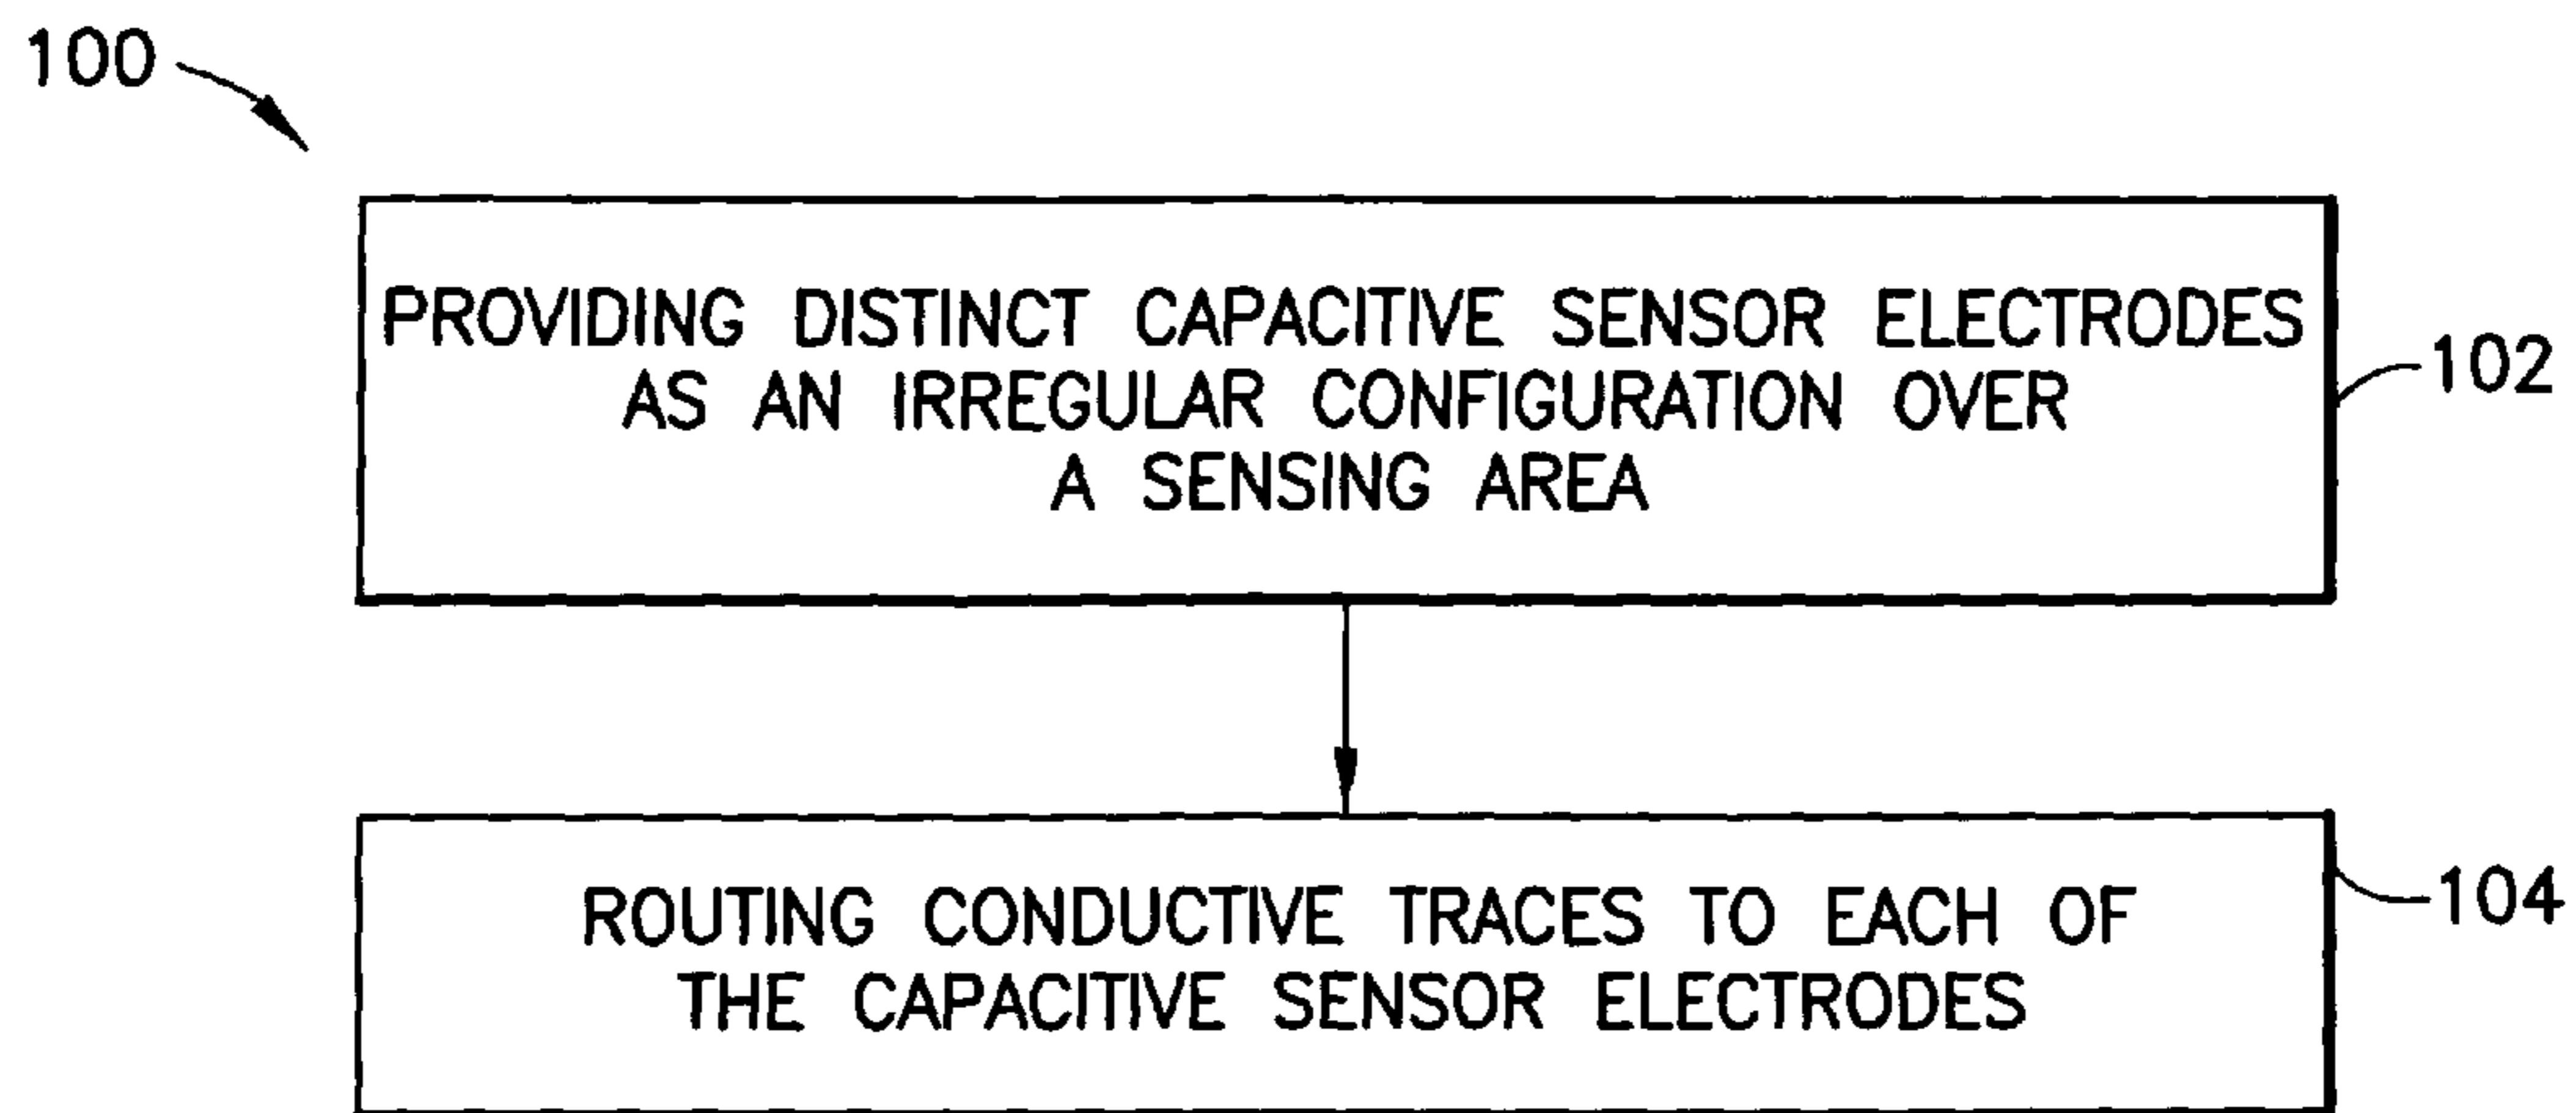 100
PROVIDING DISTINCT CAPACITIVE SENSOR ELECTRODES
AS AN IRREGULAR CONFIGURATION OVER
A SENSING AREA
102
ROUTING CONDUCTIVE TRACES TO EACH OF
THE CAPACITIVE SENSOR ELECTRODES
104